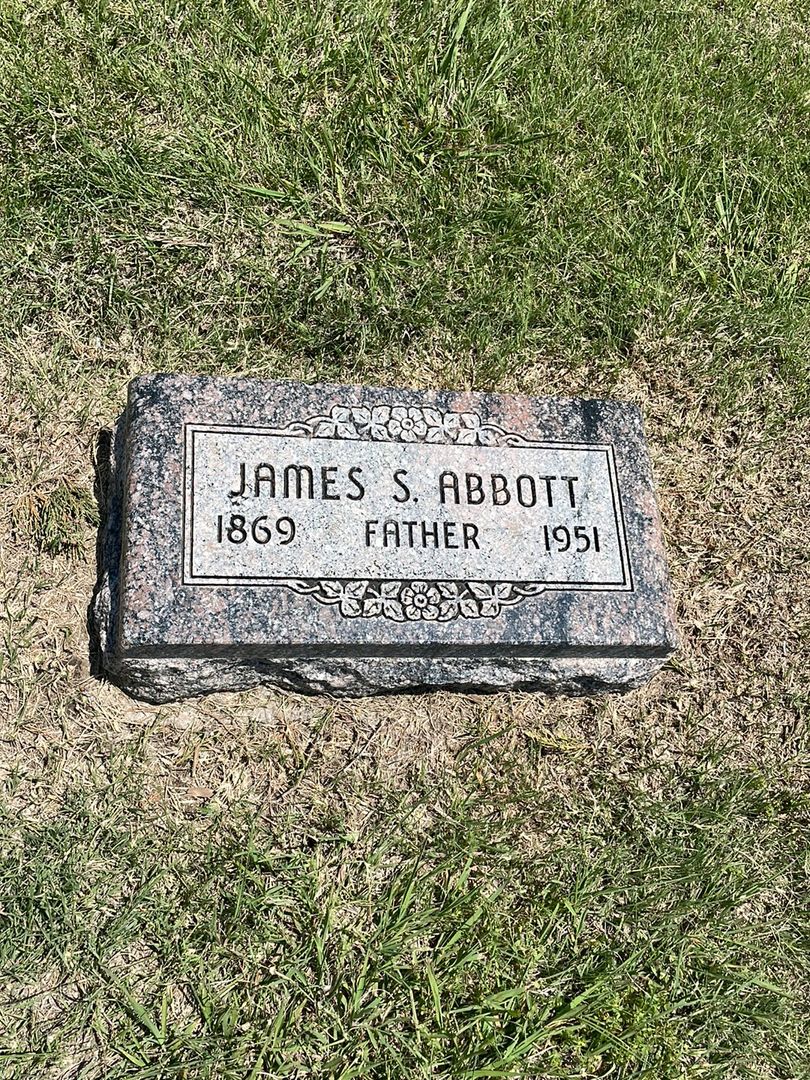 JAMES S. ABBOTT
1869 FATHER 1951